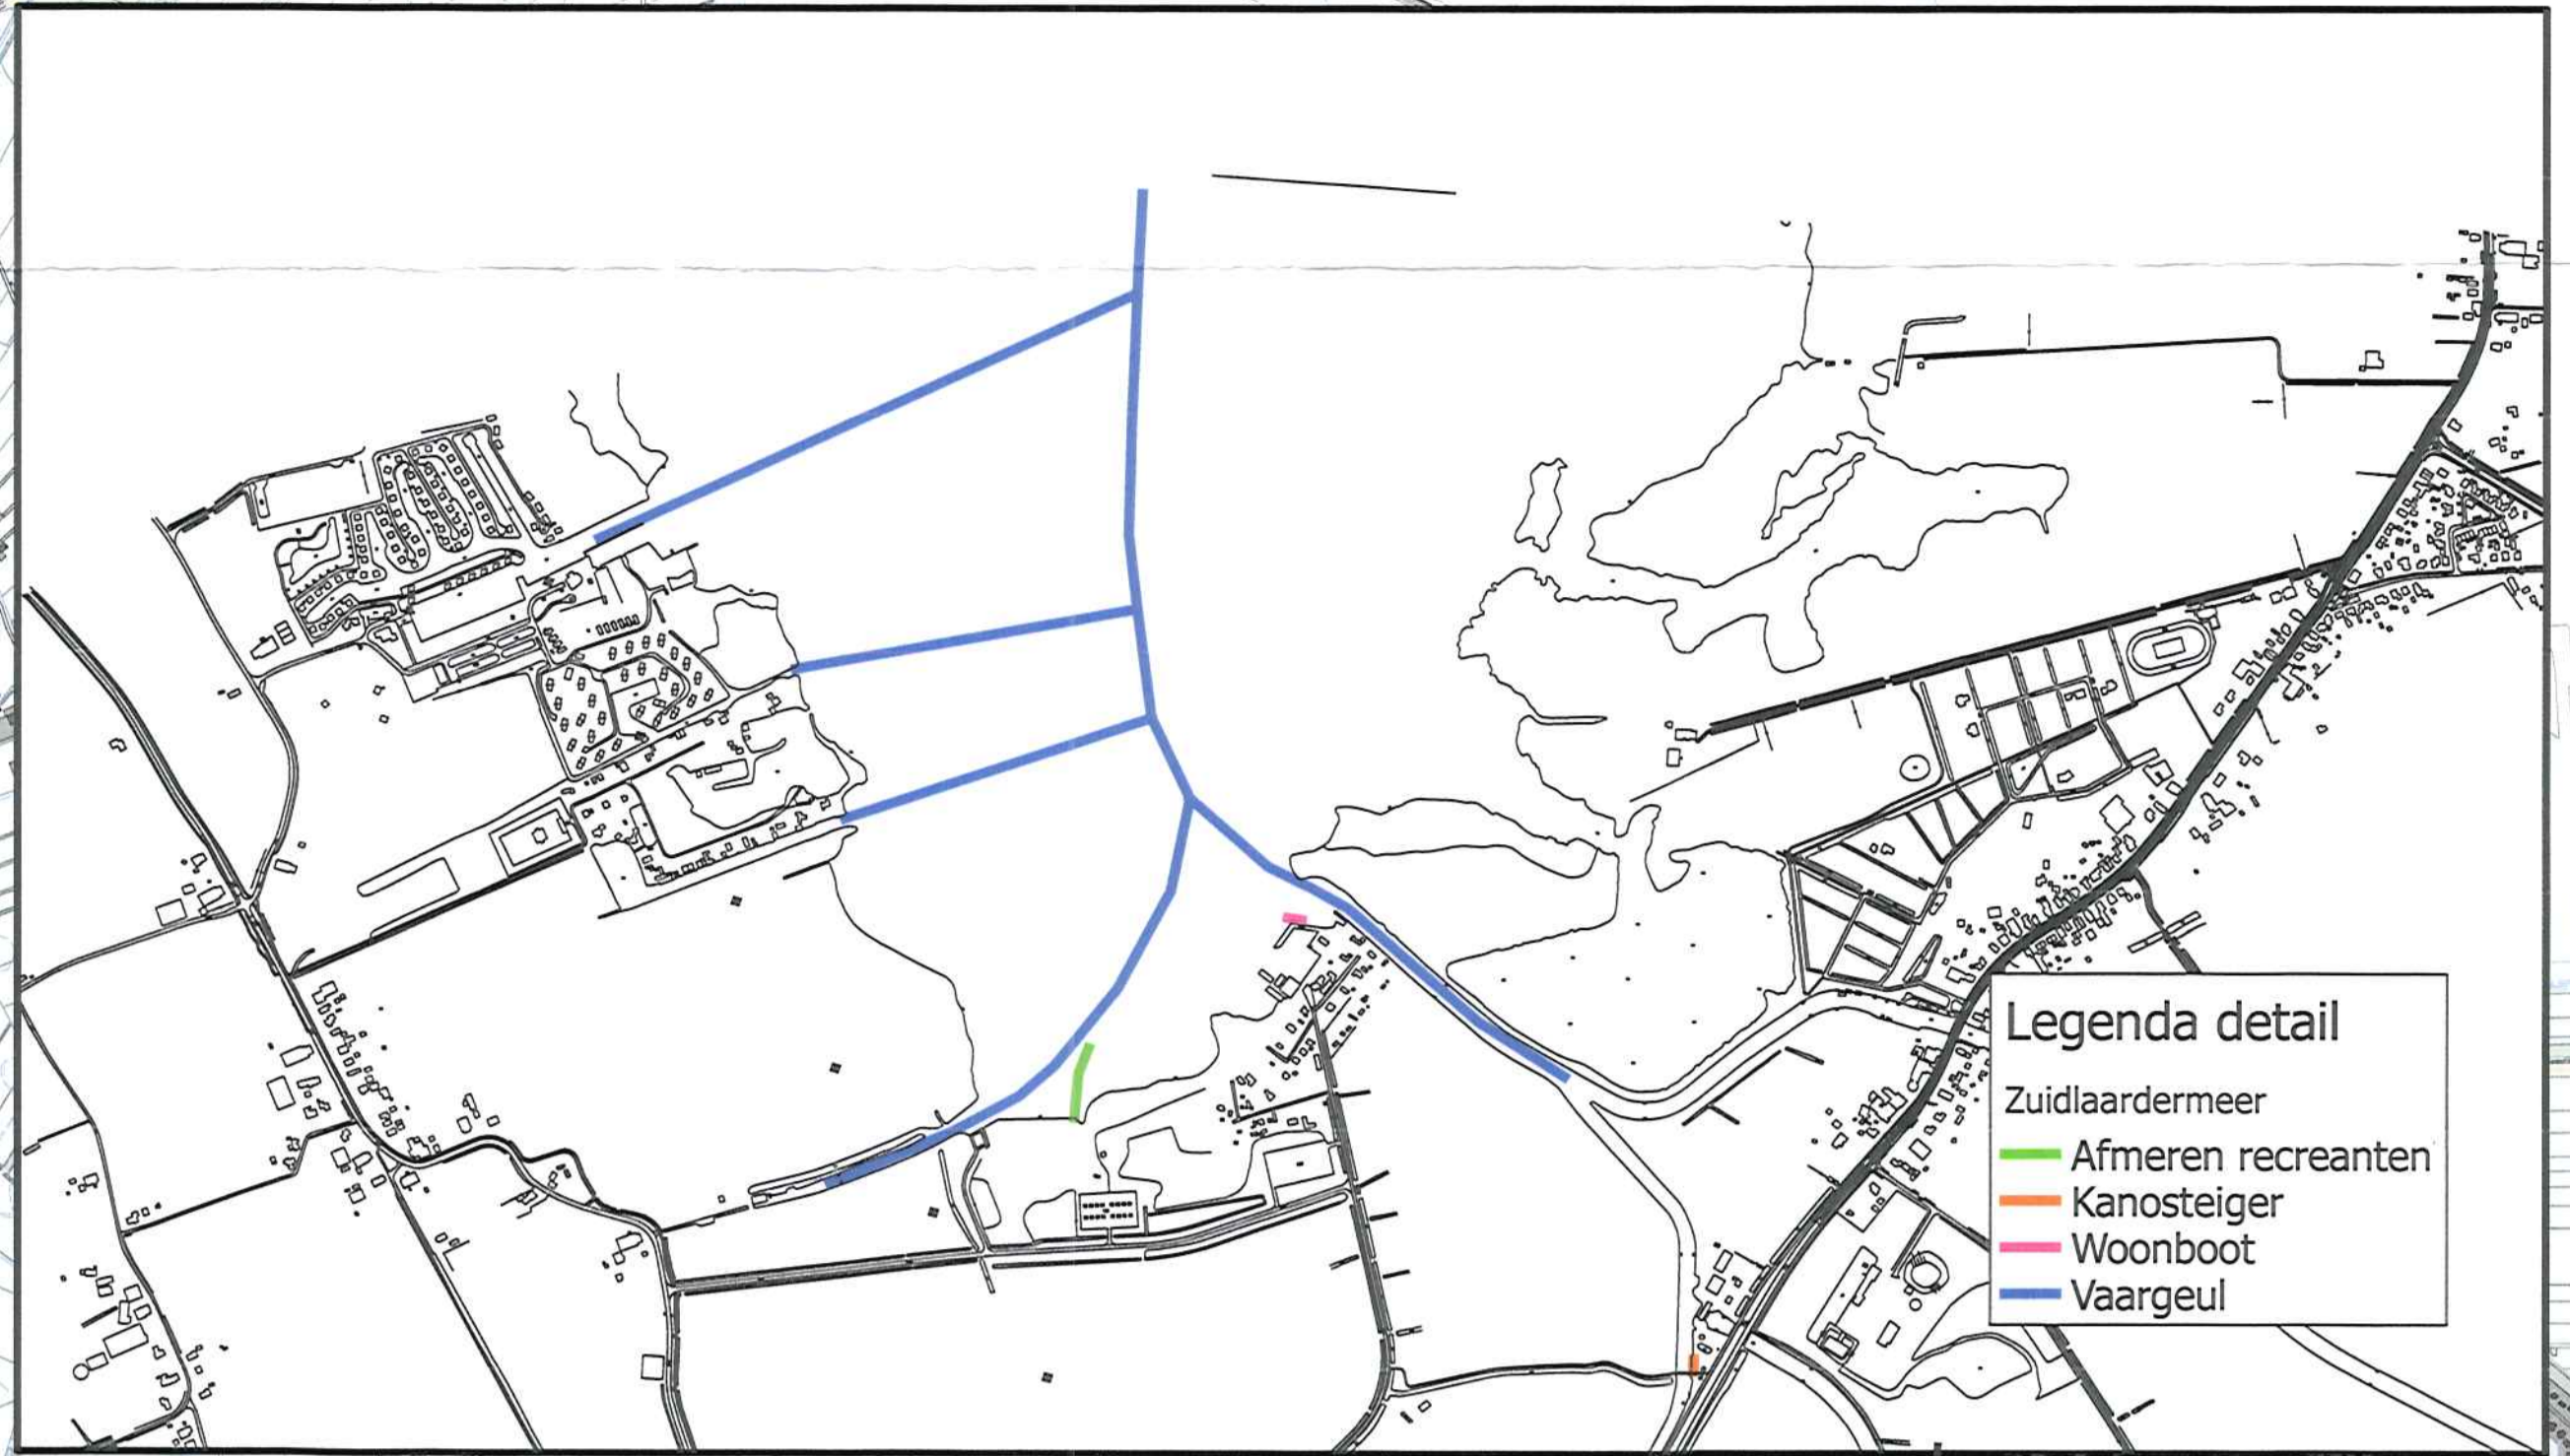 Legenda detail
Zuidlaardermeer
Afmeren recreanten
Kanosteiger
Woonboot
Vaargeul